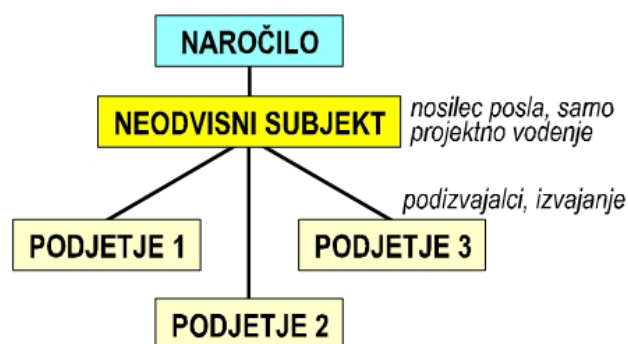 NAROČILO
NEODVISNI SUBJEKT
nosilec posla, samo
projektno vodenje
podizvajalci, izvajanje
PODJETJE 1
PODJETJE 3
PODJETJE 2